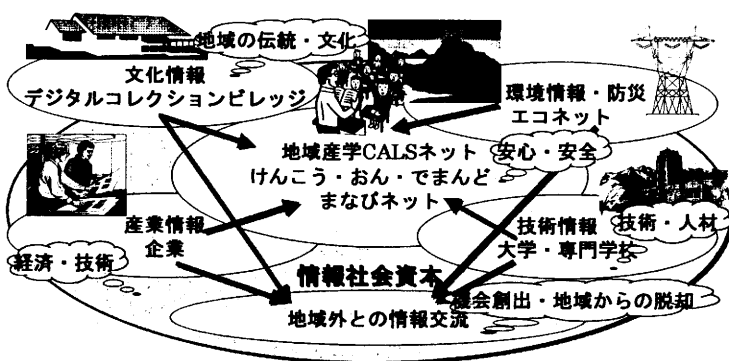 地域の伝統・文化
文化情報
デジタルコレクションビレッジ
環境情報・防災
エコネット
地域産学CALSネット
けんこう・おん・でまんど
まなびネット
安心・安全
産業情報
企業
技術情報
大学・専門学校
技術・人材
経済・技術
情報社会資本
機会創出・地域からの脱却
地域外との情報交流